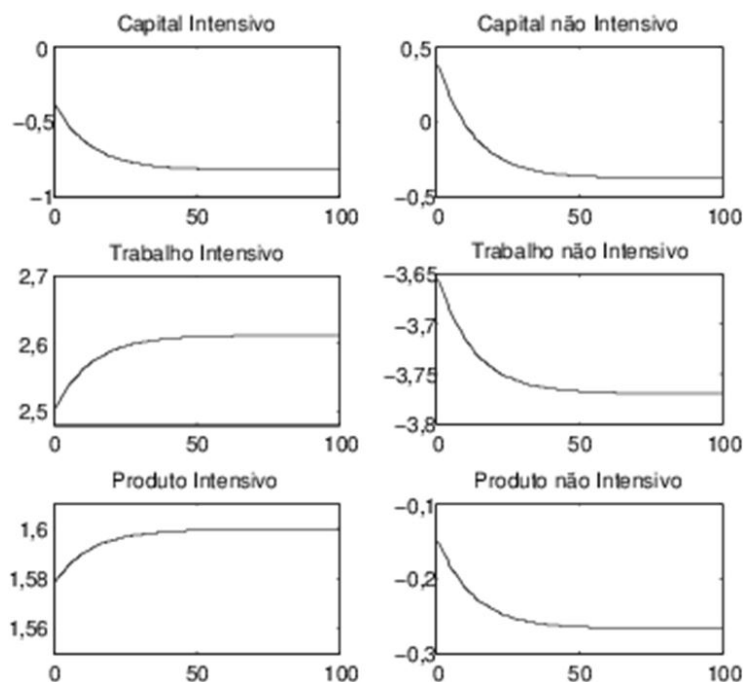 Capital Intensivo
0
−0,5
−1
0 50 100
Capital não Intensivo
0,5
0
−0,5
0 50 100
Trabalho Intensivo
2,7
2,6
2,5
0 50 100
Trabalho não Intensivo
−3,65
−3,7
−3,75
−3,8
0 50 100
Produto Intensivo
1,6
1,58
1,56
0 50 100
Produto não Intensivo
−0,1
−0,2
−0,3
0 50 100